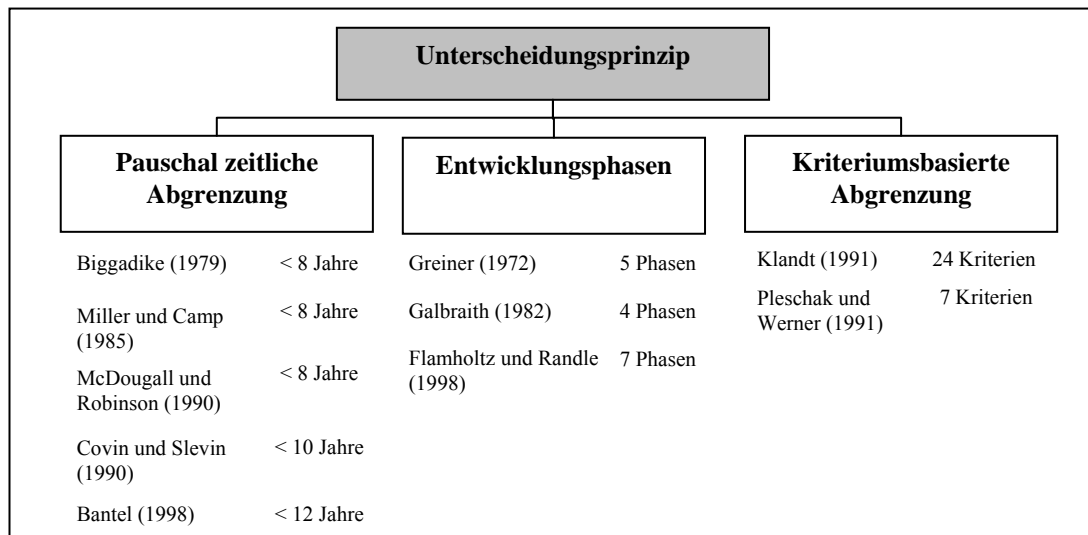 Unterscheidungsprinzip
Pauschal zeitliche
Abgrenzung
Biggadike (1979) < 8 Jahre
Miller und Camp < 8 Jahre
(1985)
McDougall und < 8 Jahre
Robinson (1990)
Covin und Slevin < 10 Jahre
(1990)
Bantel (1998) < 12 Jahre
Entwicklungsphasen
Greiner (1972) 5 Phasen
Galbraith (1982) 4 Phasen
Flamholtz und Randle 7 Phasen
(1998)
Kriteriumsbasierte
Abgrenzung
Klandt (1991) 24 Kriterien
Pleschak und 7 Kriterien
Werner (1991)